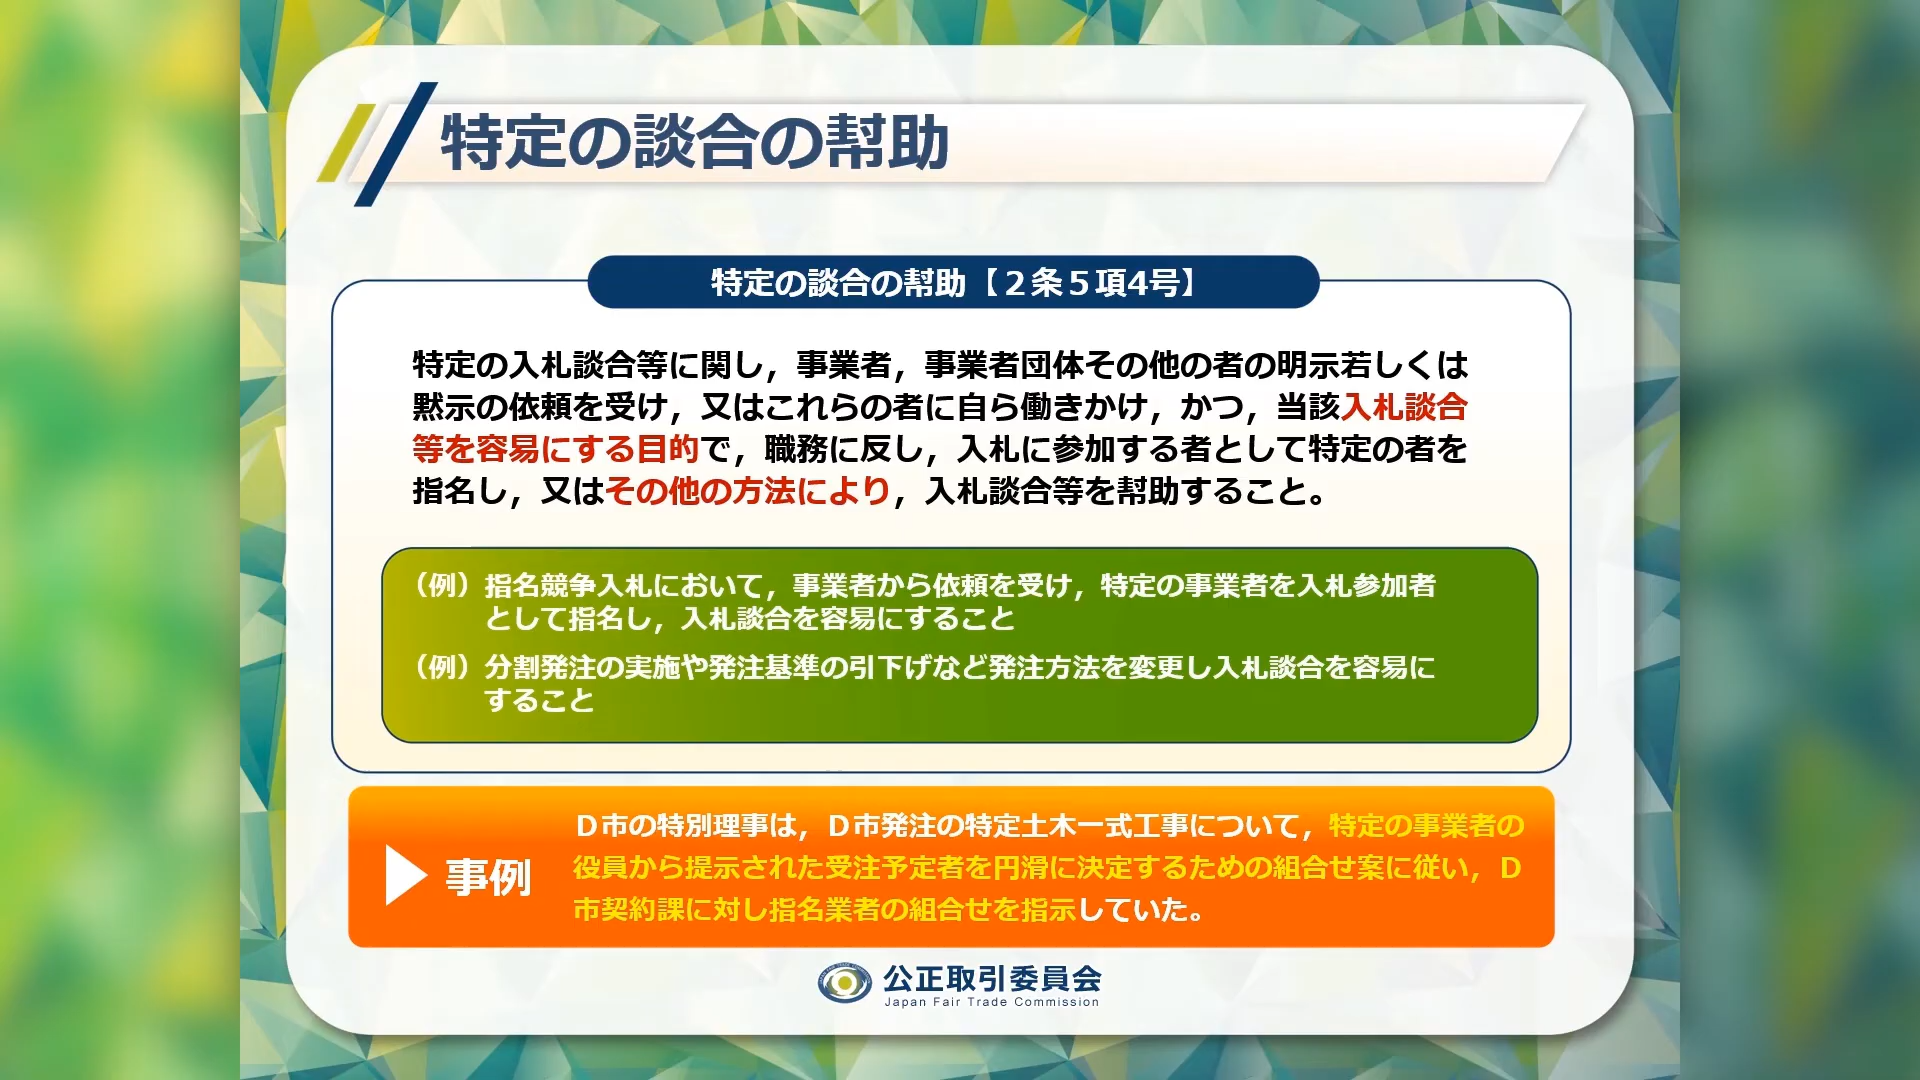 特定の談合の幇助
特定の談合の幇助【２条５項4号】
特定の入札談合等に関し，事業者，事業者団体その他の者の明示若しくは
黙示の依頼を受け，又はこれらの者に自ら働きかけ，かつ，当該入札談合
等を容易にする目的で，職務に反し，入札に参加する者として特定の者を
指名し，又はその他の方法により，入札談合等を幇助すること。
（例）指名競争入札において，事業者から依頼を受け，特定の事業者を入札参加者
として指名し，入札談合を容易にすること
（例）分割発注の実施や発注基準の引下げなど発注方法を変更し入札談合を容易に
すること
事例
Ｄ市の特別理事は，Ｄ市発注の特定土木一式工事について，特定の事業者の
役員から提示された受注予定者を円滑に決定するための組合せ案に従い，Ｄ
市契約課に対し指名業者の組合せを指示していた。
公正取引委員会
Japan Fair Trade Commission